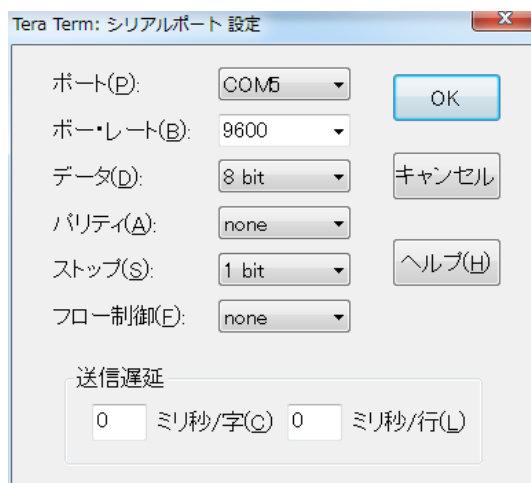 Tera Term: シリアルポート 設定
x
ポート(P): COM5
OK
ボー・レート(B): 9600
データ(D): 8 bit
キャンセル
パリティ(A): none
ストップ(S): 1 bit
ヘルプ(H)
フロー制御(F): none
送信遅延
0 ミリ秒/字(C) 0 ミリ秒/行(L)